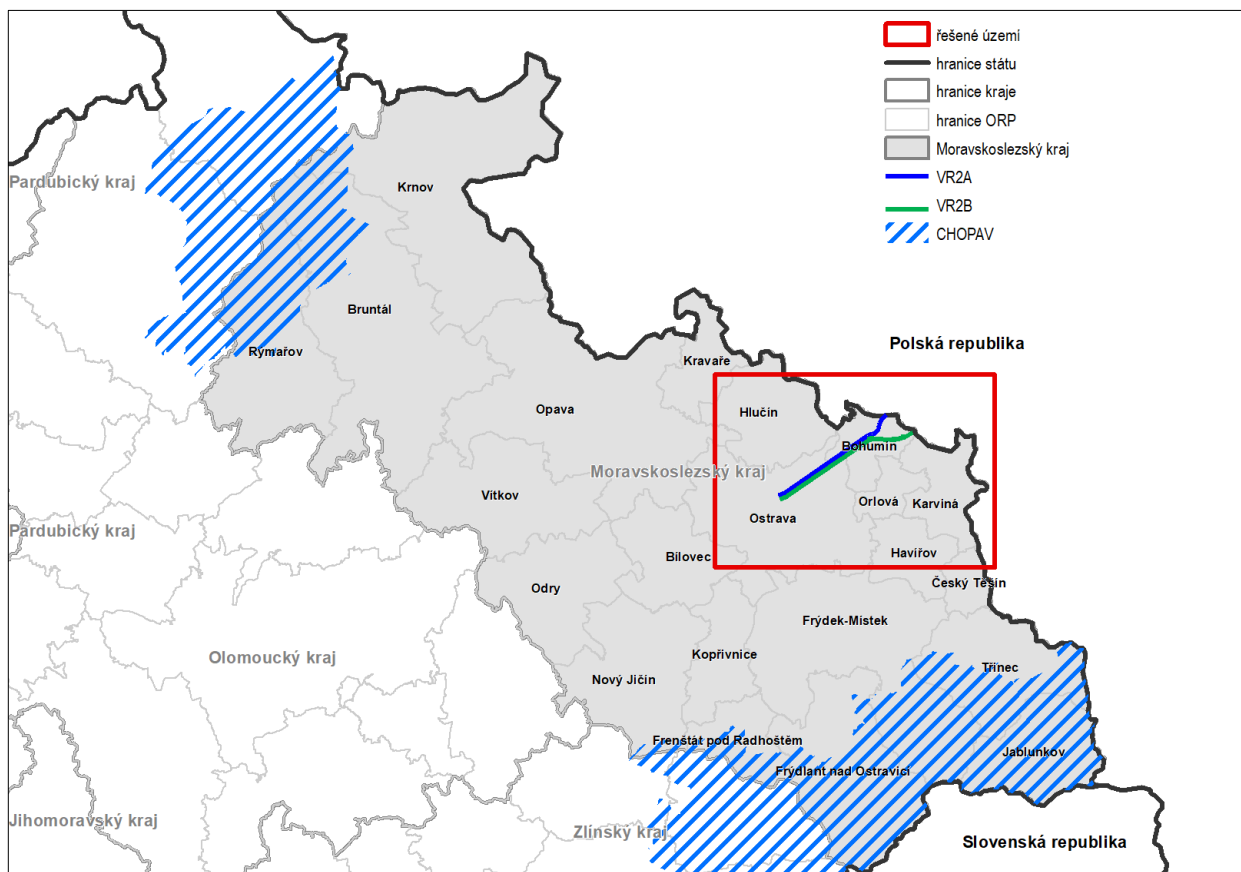 řešené území
hranice státu
hranice kraje
hranice ORP
Moravskoslezský kraj
VR2A
VR2B
CHOPAV
Pardubický kraj
Krnov
Bruntál
Rýmařov
Polská republika
Kravaře
Hlučín
Opava
Bohumín
Moravskoslezský kraj
Vítkov
Orlová
Karviná
Ostrava
Pardubický kraj
Bílovec
Havířov
Odry
Český Těšín
Frýdek-Místek
Olomoucký kraj
Kopřivnice
Třinec
Nový Jičín
Frenštát pod Radhoštěm
Jablunkov
Frýdlant nad Ostravicí
Jihomoravský kraj
Zlínský kraj
Slovenská republika